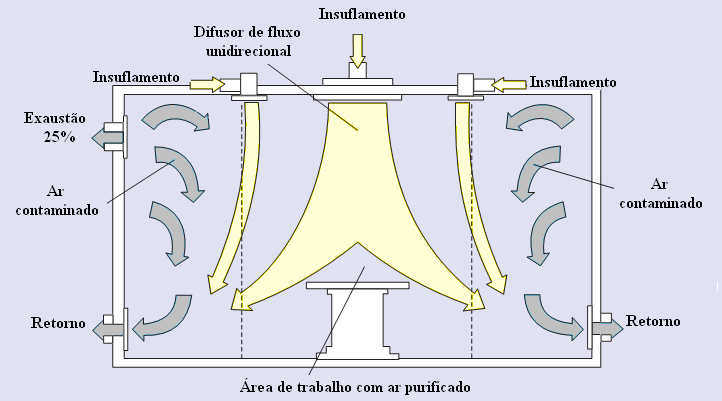 Insuflamento
Difusor de fluxo
unidirecional
Insuflamento
Insuflamento
Exaustão
25%
Ar
contaminado
Ar
contaminado
Retorno
Retorno
Área de trabalho com ar purificado